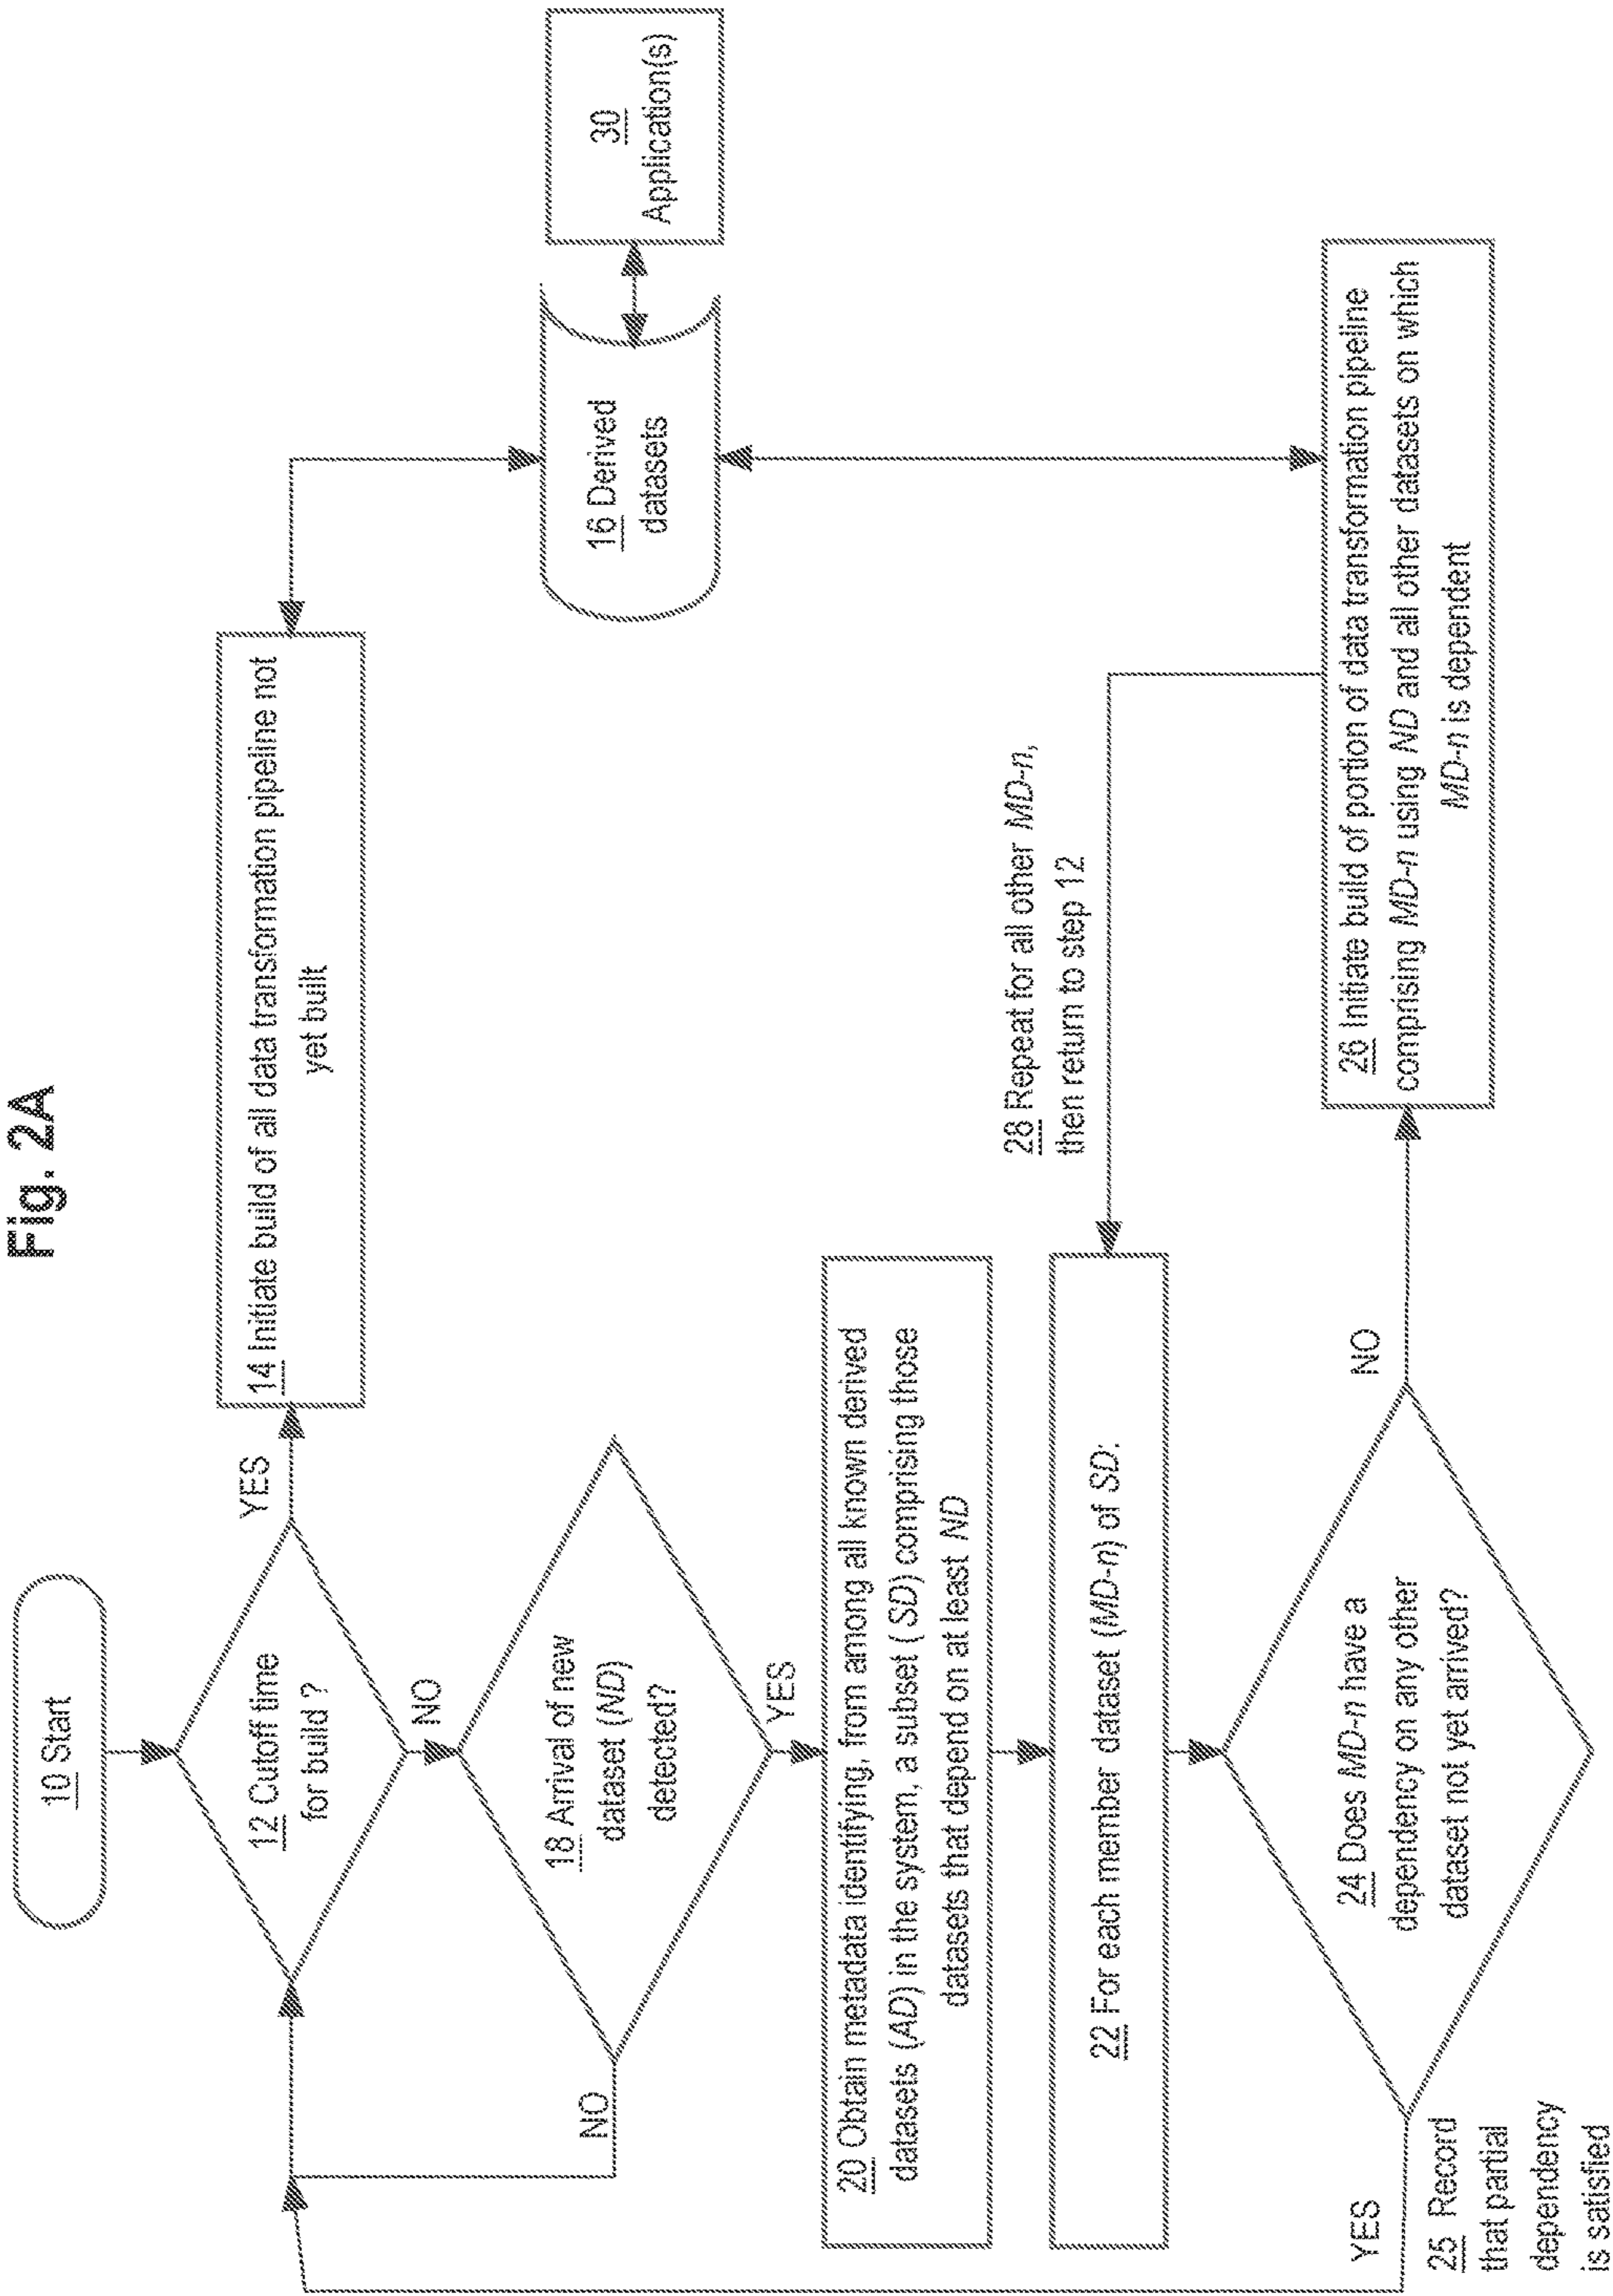 Fig. 2A
10 Start
12 Cutoff time
for build ?
YES
14 Initiate build of all data transformation pipeline not
yet built
NO
18 Arrival of new
dataset (ND)
detected?
NO
YES
16 Derived
datasets
30
Application(s)
20 Obtain metadata identifying, from among all known derived
datasets (AD) in the system, a subset ( SD) comprising those
datasets that depend on at least ND
22 For each member dataset (MD-n) of SD:
28 Repeat for all other MD-n,
then return to step 12
24 Does MD-n have a
dependency on any other
dataset not yet arrived?
YES
NO
25 Record
that partial
dependency
is satisfied
26 Initiate build of portion of data transformation pipeline
comprising MD-n using ND and all other datasets on which
MD-n is dependent